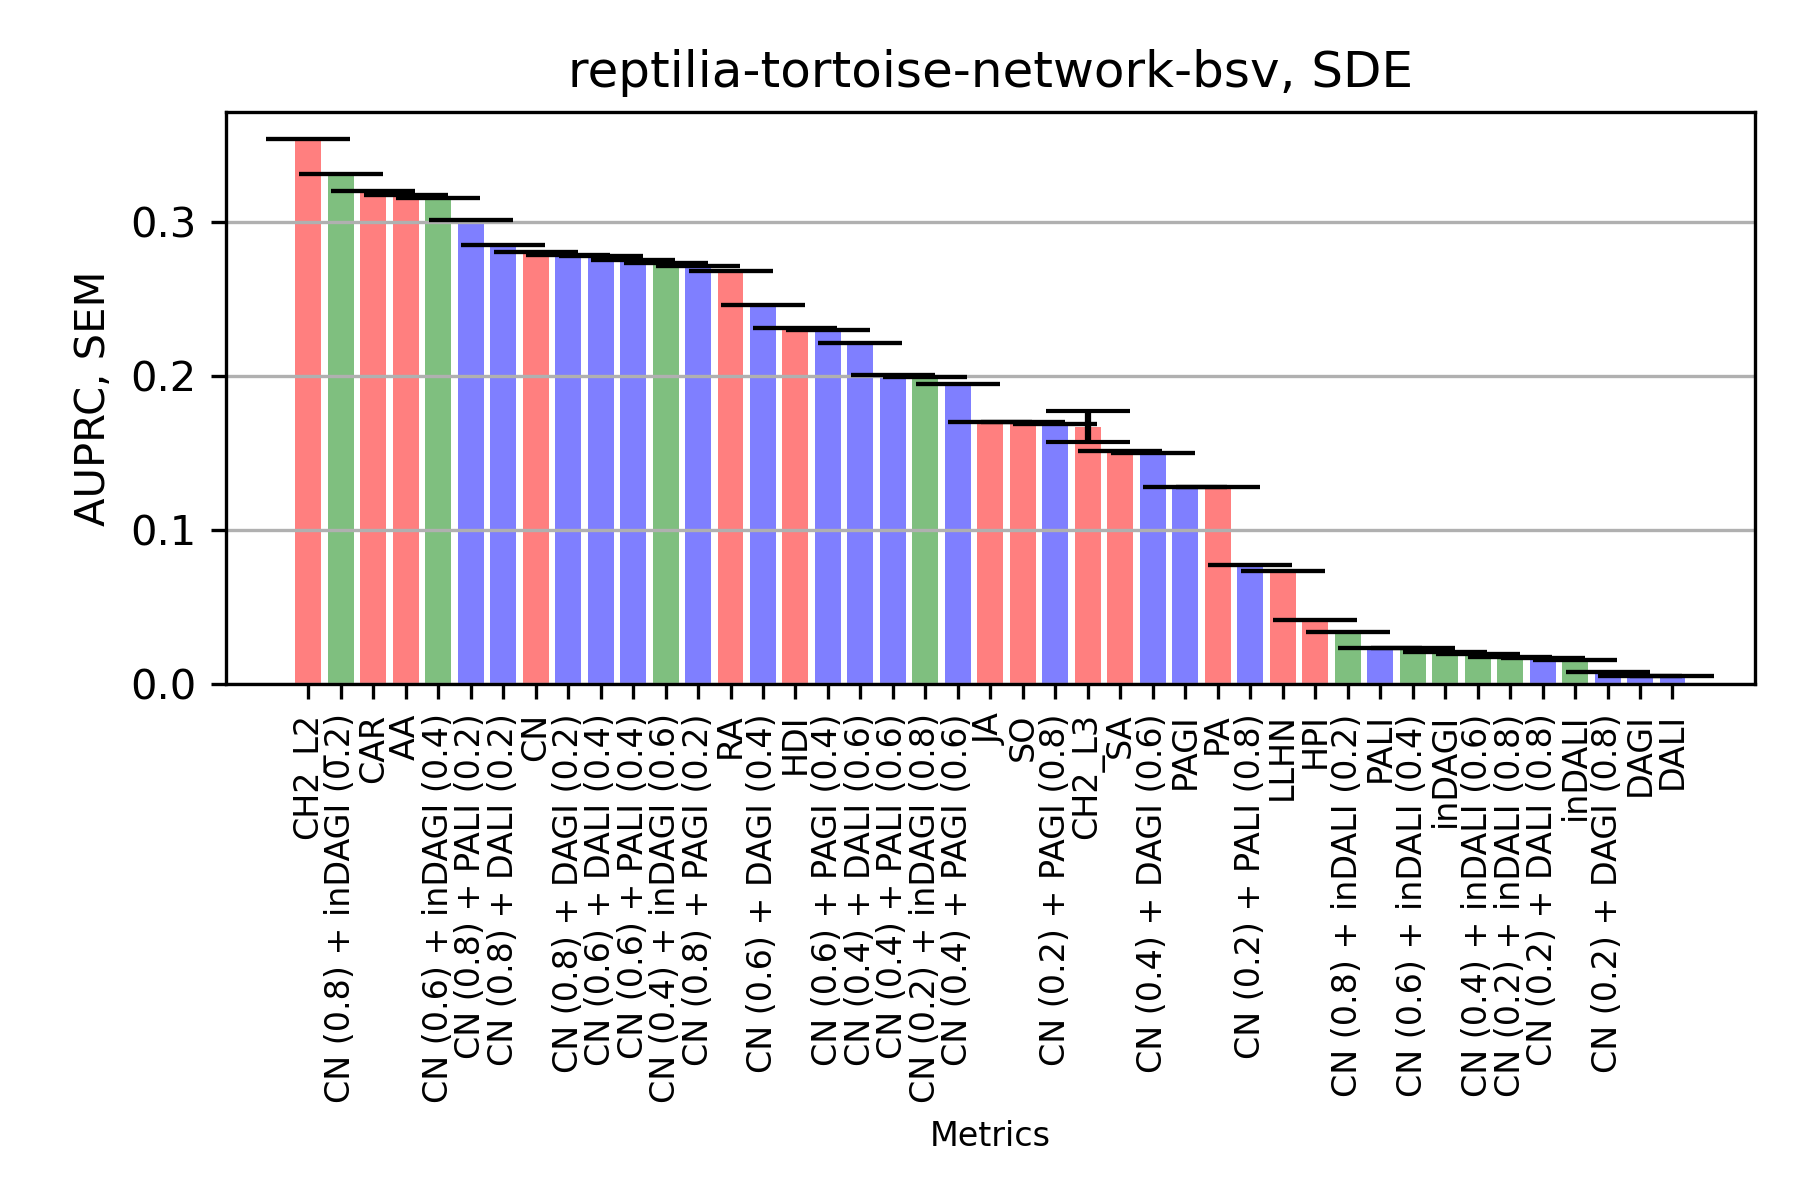 reptilia-tortoise-network-bsv, SDE
AUPRC, SEM
0.3
0.2
0.1
0.0
CH2_L2
CN (0.8) + inDAGI (0.2)
CAR
AA
CN (0.6) + inDAGI (0.4)
CN (0.8) + PALI (0.2)
CN (0.8) + DALI (0.2)
CN
CN (0.8) + DAGI (0.2)
CN (0.6) + DALI (0.4)
CN (0.6) + PALI (0.4)
CN (0.4) + inDAGI (0.6)
CN (0.8) + PAGI (0.2)
RA
CN (0.6) + DAGI (0.4)
HDI
CN (0.6) + PAGI (0.4)
CN (0.4) + DALI (0.6)
CN (0.4) + PALI (0.6)
CN (0.2) + inDAGI (0.8)
CN (0.4) + PAGI (0.6)
JA
SO
CN (0.2) + PAGI (0.8)
CH2_L3
SA
CN (0.4) + DAGI (0.6)
PAGI
PA
CN (0.2) + PALI (0.8)
LLHN
HPI
CN (0.8) + inDALI (0.2)
PALI
CN (0.6) + inDALI (0.4)
inDAGI
CN (0.4) + inDALI (0.6)
CN (0.2) + inDALI (0.8)
CN (0.2) + DALI (0.8)
inDALI
CN (0.2) + DAGI (0.8)
DAGI
DALI
Metrics